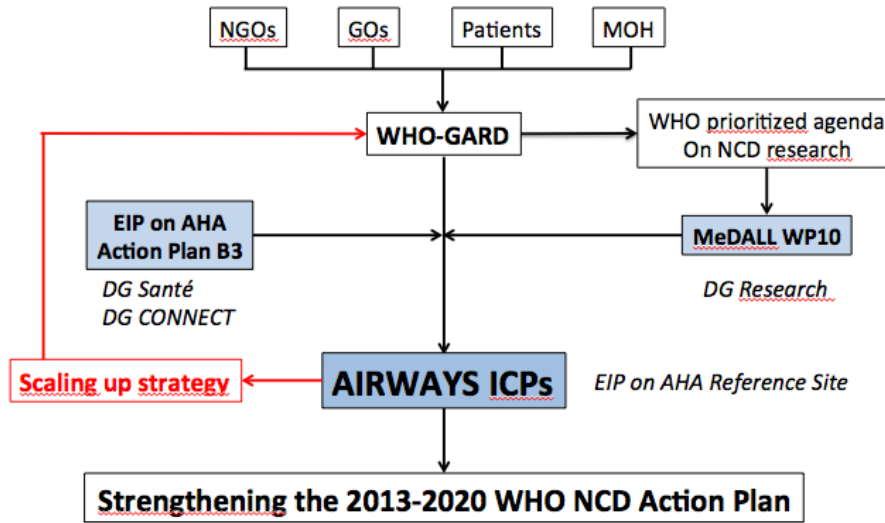 NGOs
GOs
Patients
MOH
WHO-GARD
WHO prioritized agenda
On NCD research
EIP on AHA
Action Plan B3
MeDALL WP10
DG Santé
DG CONNECT
DG Research
Scaling up strategy
AIRWAYS ICPs
EIP on AHA Reference Site
Strengthening the 2013-2020 WHO NCD Action Plan